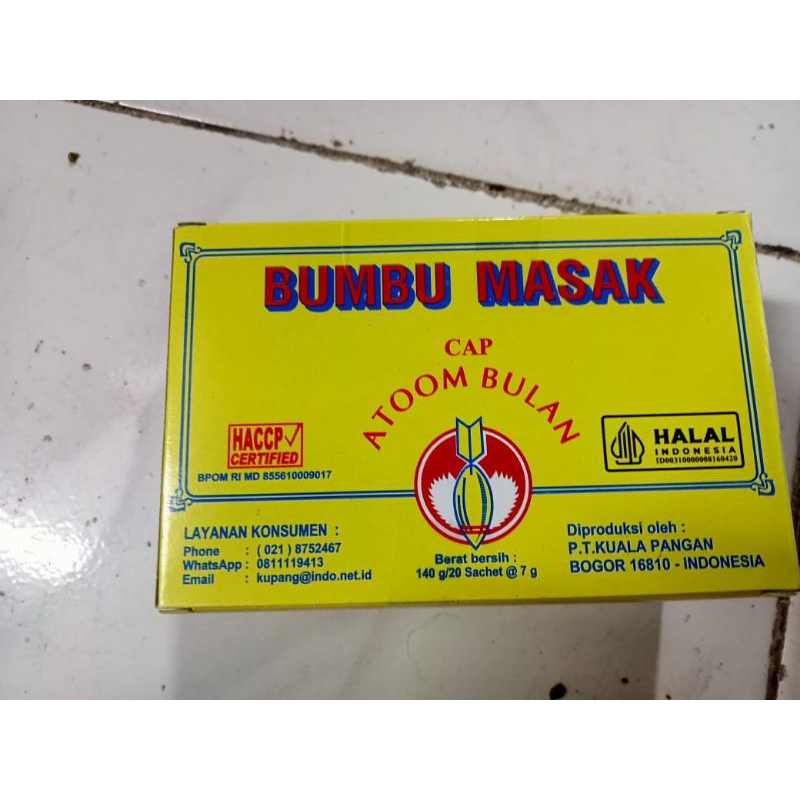 BUMBU MASAK
CAP
ATOOM BULAN
HACCP
CERTIFIED
BPOM RI MD 855610009017
HALAL
INDONESIA
ID00310000008160420
LAYANAN KONSUMEN :
Phone : ( 021 ) 8752467
WhatsApp : 0811119413
Email : kupang@indo.net.id
Berat bersih :
140 g/20 Sachet @ 7 g
Diproduksi oleh :
P.T.KUALA PANGAN
BOGOR 16810 - INDONESIA